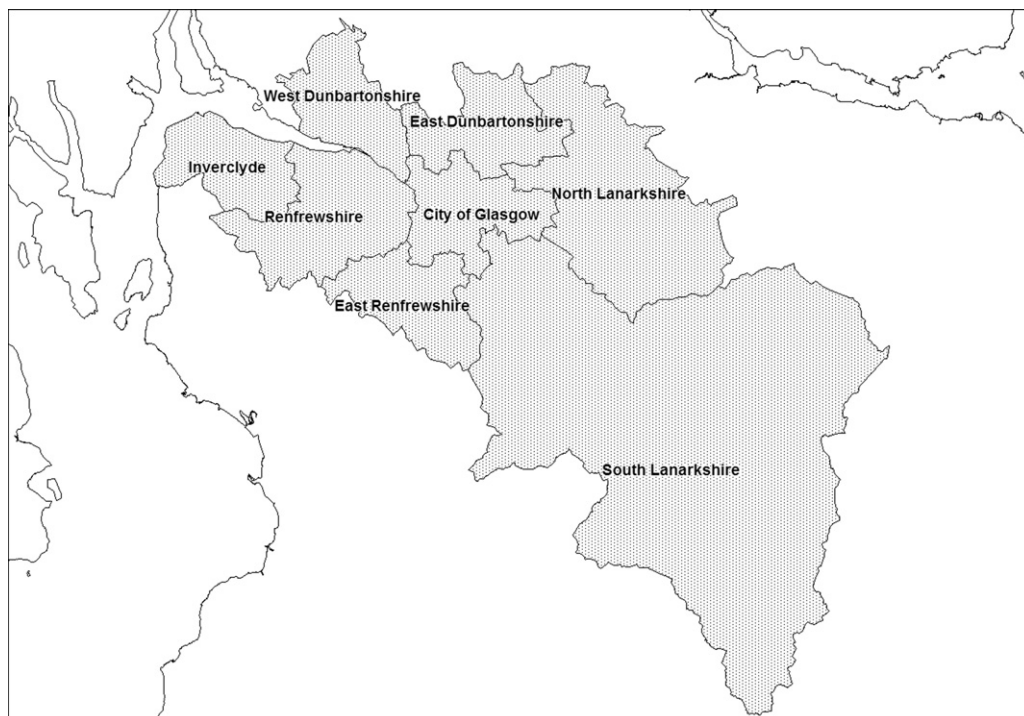 West Dunbartonshire
East Dunbartonshire
Inverclyde
North Lanarkshire
Renfrewshire
City of Glasgow
East Renfrewshire
South Lanarkshire